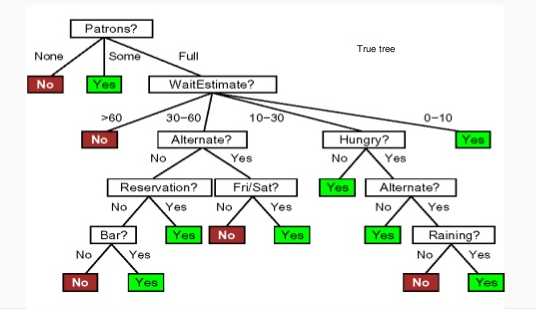 Patrons?
True tree
None Some Full
No Yes WaitEstimate?
>60 30–60 10–30 0–10
No Alternate? Hungry? Yes
No Yes No Yes
Reservation? Fri/Sat? Yes Alternate?
No Yes No Yes No Yes
Bar? Yes No Yes Yes Raining?
No Yes No Yes
No Yes No Yes